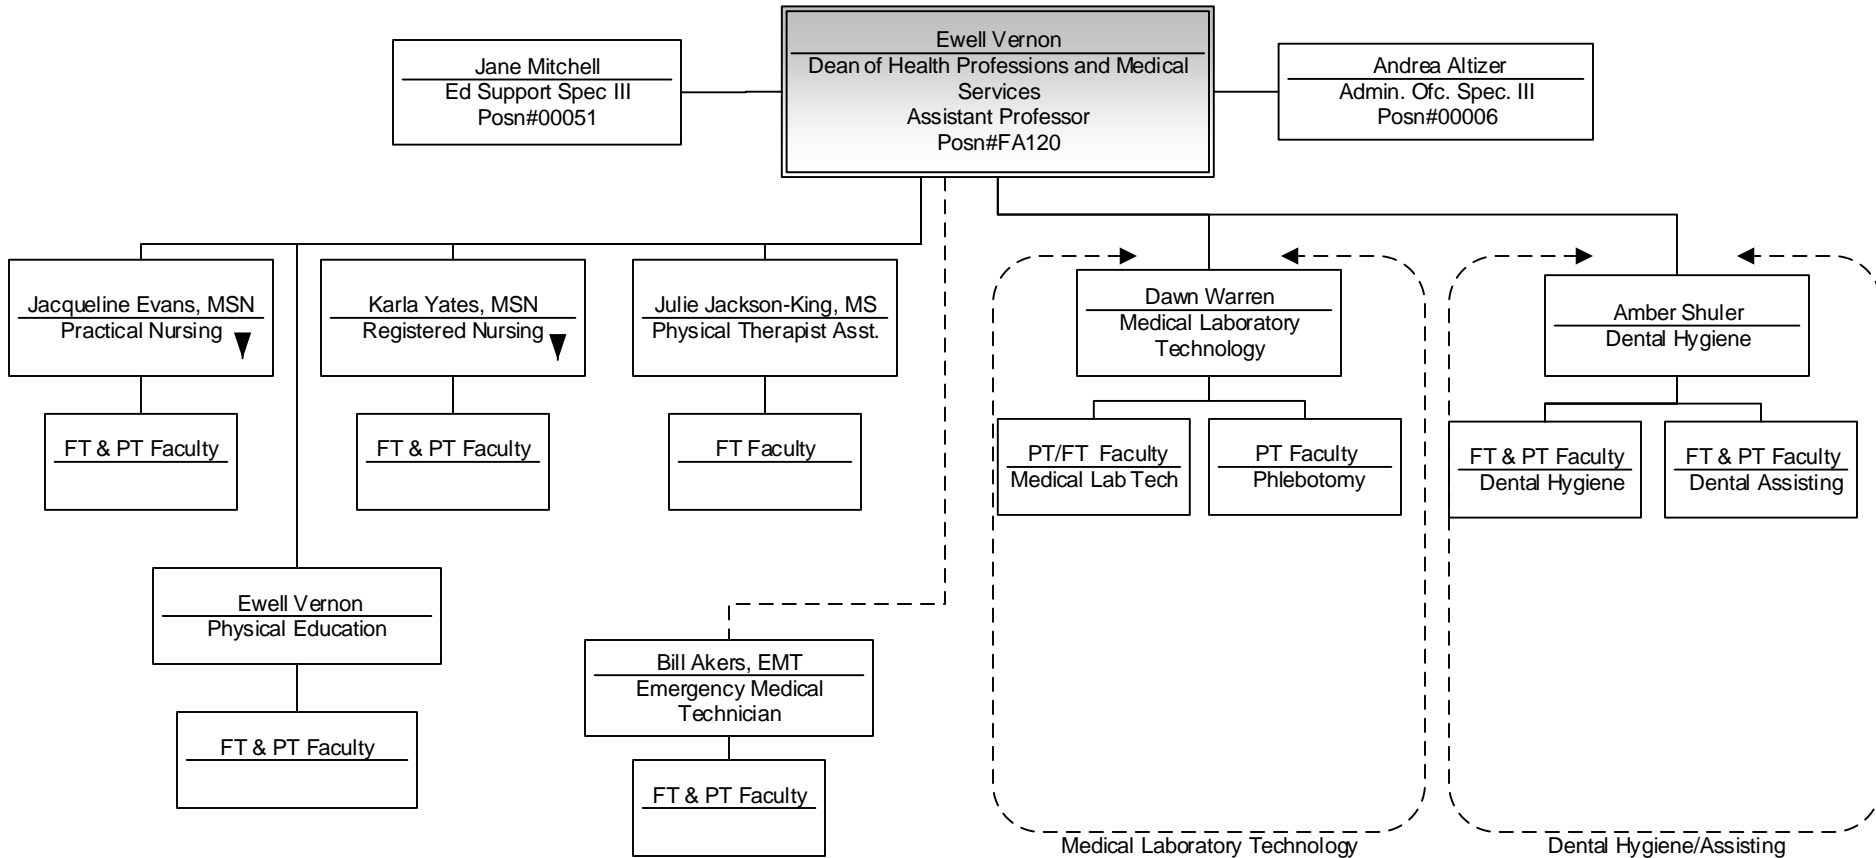 Jane Mitchell
Ed Support Spec III
Posn#00051
Ewell Vernon
Dean of Health Professions and Medical
Services
Assistant Professor
Posn#FA120
Andrea Altizer
Admin. Ofc. Spec. III
Posn#00006
Jacqueline Evans, MSN
Practical Nursing
Karla Yates, MSN
Registered Nursing
Julie Jackson-King, MS
Physical Therapist Asst.
Dawn Warren
Medical Laboratory
Technology
Amber Shuler
Dental Hygiene
FT & PT Faculty
FT & PT Faculty
FT Faculty
PT/FT Faculty
Medical Lab Tech
PT Faculty
Phlebotomy
FT & PT Faculty
Dental Hygiene
FT & PT Faculty
Dental Assisting
Ewell Vernon
Physical Education
Bill Akers, EMT
Emergency Medical
Technician
FT & PT Faculty
FT & PT Faculty
Medical Laboratory Technology
Dental Hygiene/Assisting